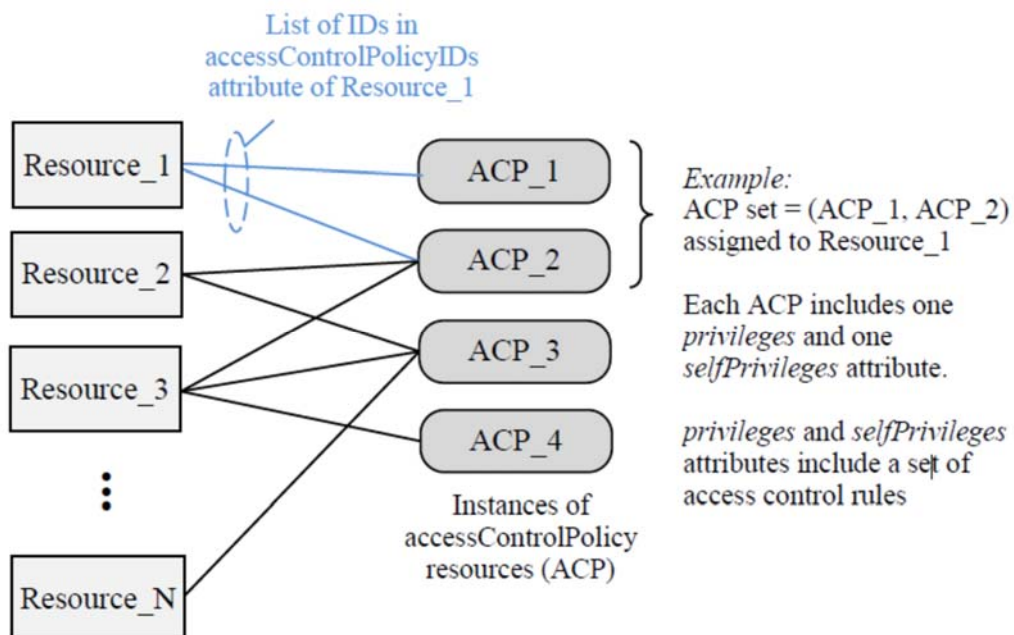 List of IDs in
accessControlPolicyIDs
attribute of Resource_1
Resource_1
Resource_2
Resource_3
Resource_N
ACP_1
ACP_2
ACP_3
ACP_4
Instances of
accessControlPolicy
resources (ACP)
Example:
ACP set = (ACP_1, ACP_2)
assigned to Resource_1
Each ACP includes one
privileges and one
selfPrivileges attribute.
privileges and selfPrivileges
attributes include a set of
access control rules